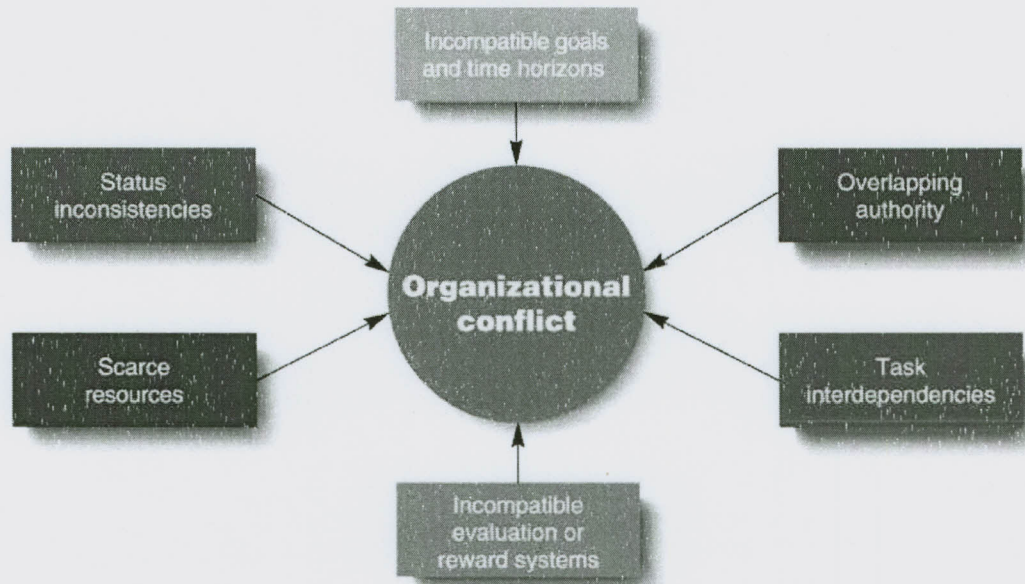 Incompatible goals
and time horizons
Status
inconsistencies
Overlapping
authority
Organizational
conflict
Scarce
resources
Task
interdependencies
Incompatible
evaluation or
reward systems